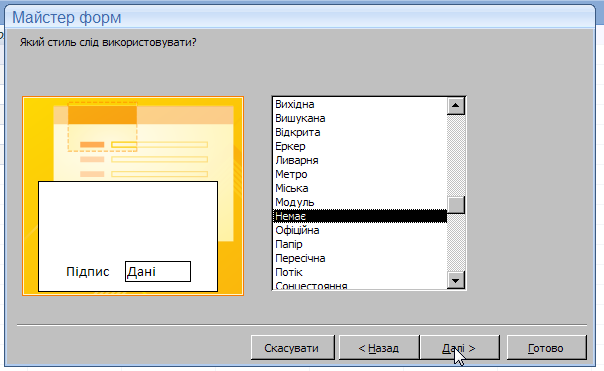 Майстер форм
Який стиль слід використовувати?
Вихідна
Вишукана
Відкрита
Еркер
Ливарня
Метро
Міська
Модуль
Немає
Офіційна
Папір
Пересічна
Потік
Сонцестояння
Підпис Дані
Скасувати < Назад Далі > Готово